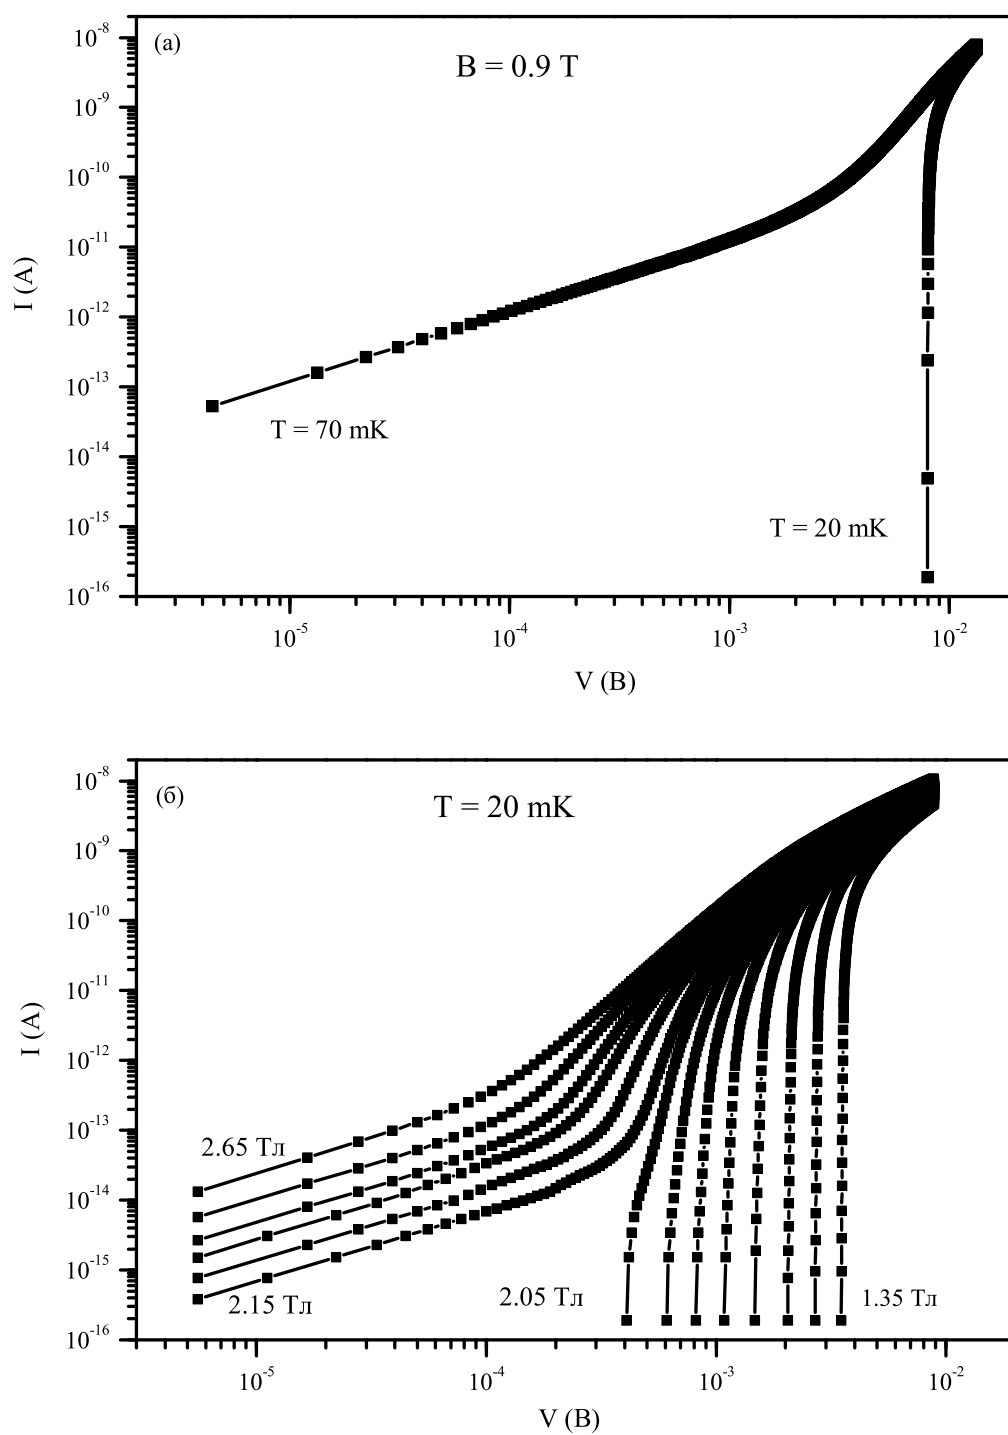 (а)
B = 0.9 T
10⁻⁸
10⁻⁹
10⁻¹⁰
10⁻¹¹
10⁻¹²
10⁻¹³
10⁻¹⁴
10⁻¹⁵
10⁻¹⁶
I (A)
T = 70 mK
T = 20 mK
10⁻⁵ 10⁻⁴ 10⁻³ 10⁻²
V (В)
(б)
T = 20 mK
10⁻⁸
10⁻⁹
10⁻¹⁰
10⁻¹¹
10⁻¹²
10⁻¹³
10⁻¹⁴
10⁻¹⁵
10⁻¹⁶
I (A)
2.65 Тл
2.15 Тл
2.05 Тл
1.35 Тл
10⁻⁵ 10⁻⁴ 10⁻³ 10⁻²
V (В)